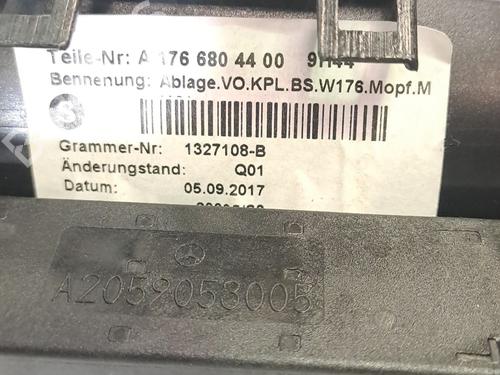 Teile-Nr: A 176 680 44 00 9H44
Bennenung: Ablage.VO.KPL.BS.W176.Mopf.M
Grammer-Nr: 1327108-B
Änderungstand: Q01
Datum: 05.09.2017
A2059053005